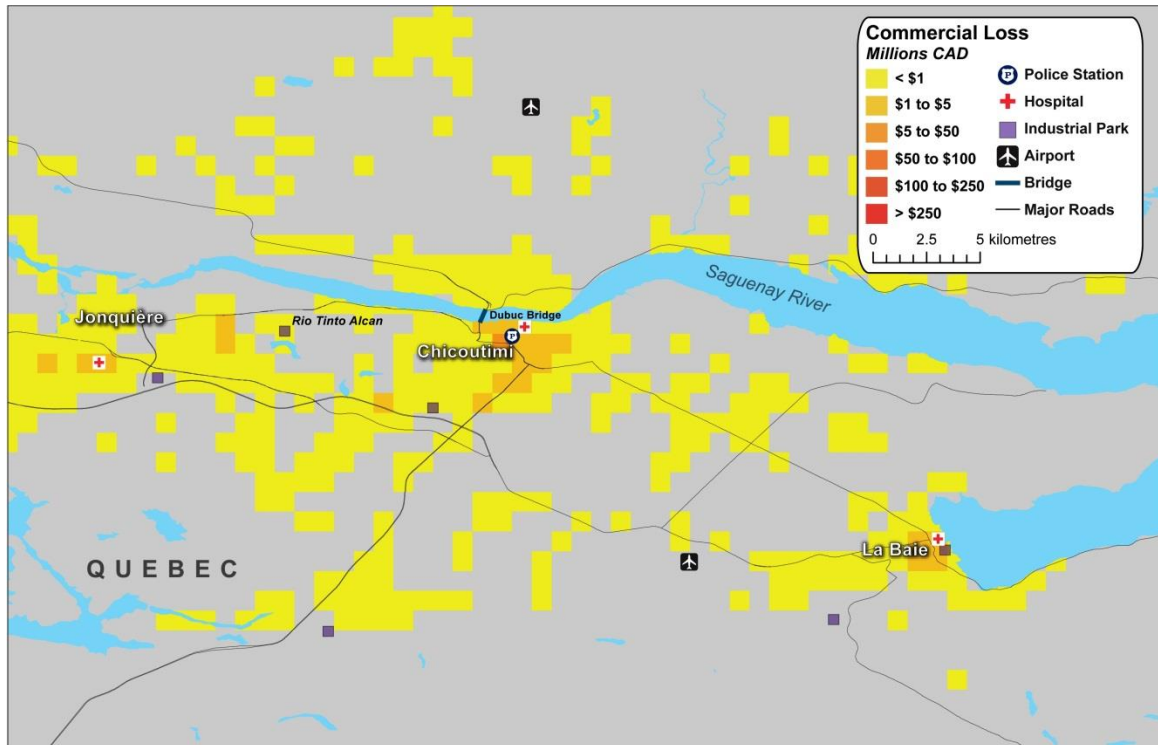 Commercial Loss
Millions CAD
< $1
$1 to $5
$5 to $50
$50 to $100
$100 to $250
> $250
P Police Station
Hospital
Industrial Park
Airport
Bridge
Major Roads
0 2.5 5 kilometres
Saguenay River
Jonquière
Rio Tinto Alcan
Dubuc Bridge
P
Chicoutimi
La Baie
QUEBEC